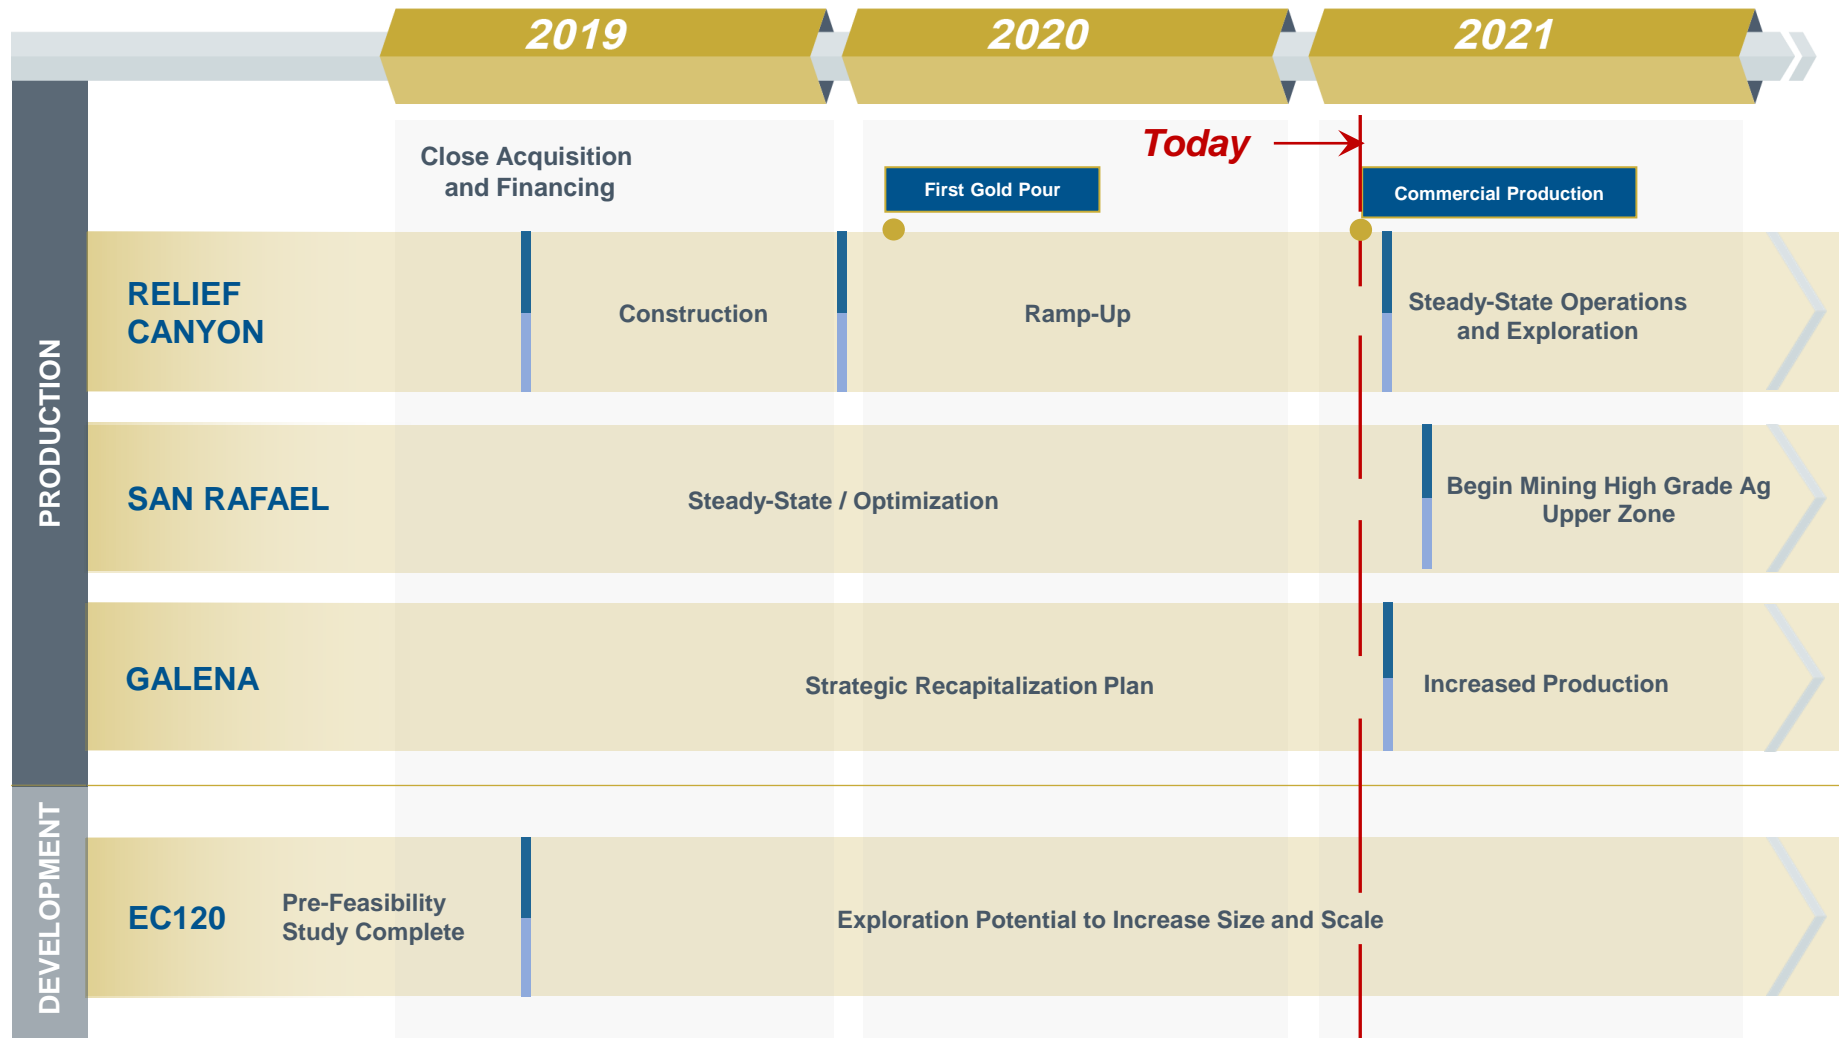 2019
2020
2021
Today
Close Acquisition
and Financing
First Gold Pour
Commercial Production
PRODUCTION
RELIEF
CANYON
Construction
Ramp-Up
Steady-State Operations
and Exploration
SAN RAFAEL
Steady-State / Optimization
Begin Mining High Grade Ag
Upper Zone
GALENA
Strategic Recapitalization Plan
Increased Production
DEVELOPMENT
EC120
Pre-Feasibility
Study Complete
Exploration Potential to Increase Size and Scale